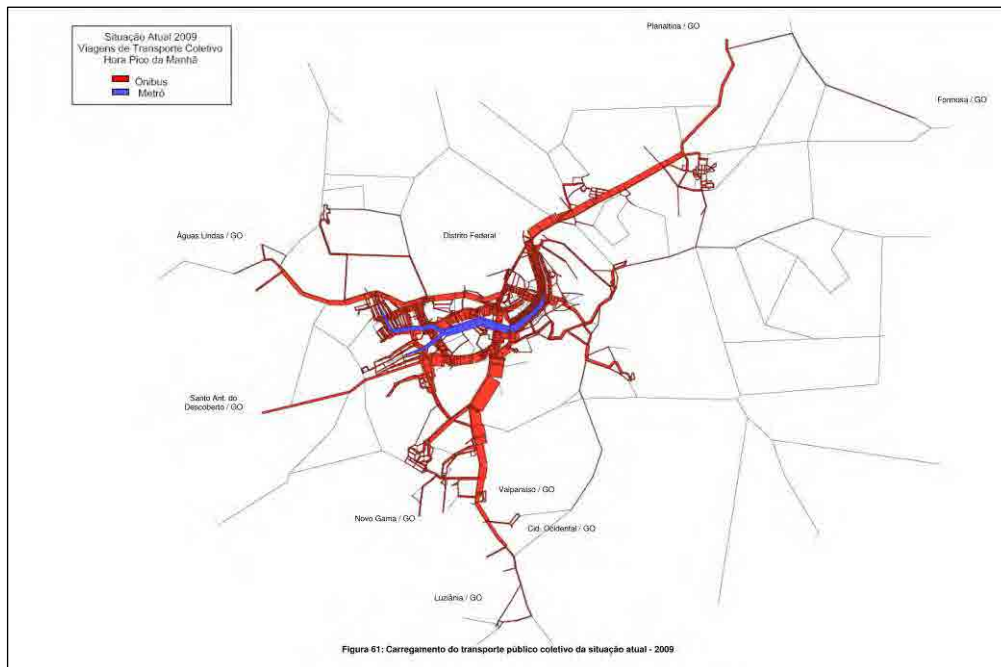 Situação Atual 2009
Viagens de Transporte Coletivo
Hora Pico da Manhã
Ônibus
Metrô
Planaltina / GO
Formosa / GO
Águas Lindas / GO
Distrito Federal
Santo Ant. do
Descoberto / GO
Valparaiso / GO
Novo Gama / GO
Cid. Ocidental / GO
Luziânia / GO
Figura 61: Carregamento do transporte público coletivo da situação atual - 2009